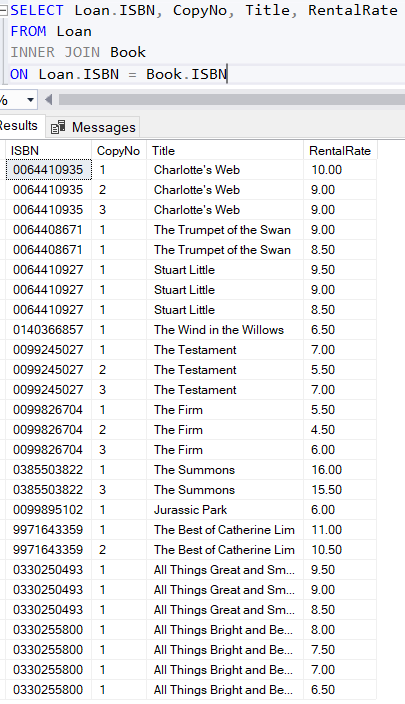 SELECT Loan.ISBN, CopyNo, Title, RentalRate
FROM Loan
INNER JOIN Book
ON Loan.ISBN = Book.ISBN
%
Results Messages
ISBN CopyNo Title RentalRate
0064410935 1 Charlotte's Web 10.00
0064410935 2 Charlotte's Web 9.00
0064410935 3 Charlotte's Web 9.00
0064408671 1 The Trumpet of the Swan 9.00
0064408671 1 The Trumpet of the Swan 8.50
0064410927 1 Stuart Little 9.50
0064410927 1 Stuart Little 9.00
0064410927 1 Stuart Little 8.50
0140366857 1 The Wind in the Willows 6.50
0099245027 1 The Testament 7.00
0099245027 2 The Testament 5.50
0099245027 3 The Testament 7.00
0099826704 1 The Firm 5.50
0099826704 2 The Firm 4.50
0099826704 3 The Firm 6.00
0385503822 1 The Summons 16.00
0385503822 3 The Summons 15.50
0099895102 1 Jurassic Park 6.00
9971643359 1 The Best of Catherine Lim 11.00
9971643359 2 The Best of Catherine Lim 10.50
0330250493 1 All Things Great and Sm... 9.50
0330250493 1 All Things Great and Sm... 9.00
0330250493 1 All Things Great and Sm... 8.50
0330255800 1 All Things Bright and Be... 8.00
0330255800 1 All Things Bright and Be... 7.50
0330255800 1 All Things Bright and Be... 7.00
0330255800 1 All Things Bright and Be... 6.50